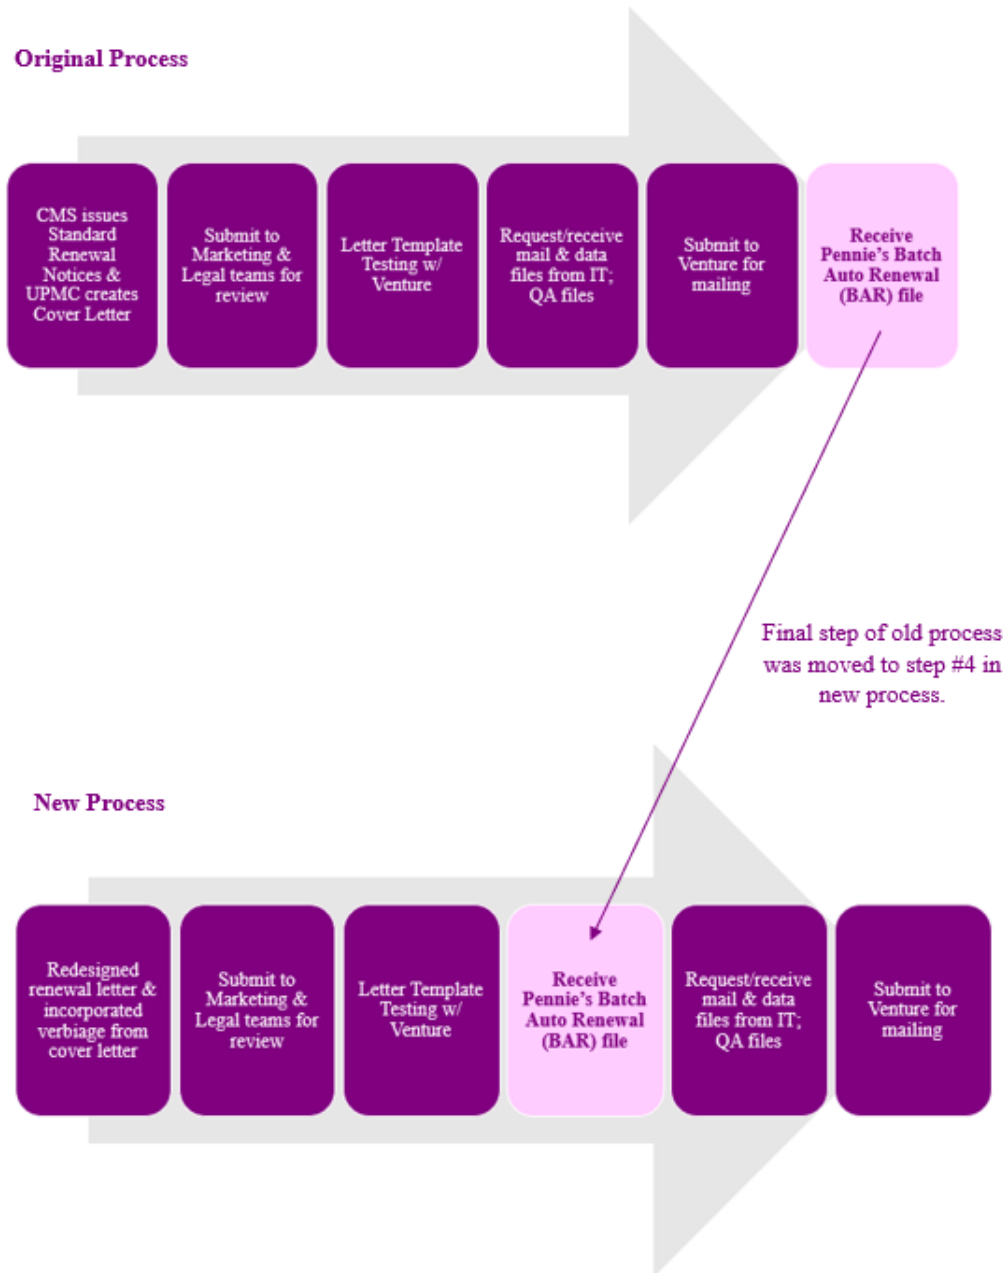 Original Process
CMS issues
Standard
Renewal
Notices &
UPMC creates
Cover Letter
Submit to
Marketing &
Legal teams for
review
Letter Template
Testing w/
Venture
Request/receive
mail & data
files from IT;
QA files
Submit to
Venture for
mailing
Receive
Pennie’s Batch
Auto Renewal
(BAR) file
Final step of old process
was moved to step #4 in
new process.
New Process
Redesigned
renewal letter &
incorporated
verbiage from
cover letter
Submit to
Marketing &
Legal teams for
review
Letter Template
Testing w/
Venture
Receive
Pennie’s Batch
Auto Renewal
(BAR) file
Request/receive
mail & data
files from IT;
QA files
Submit to
Venture for
mailing